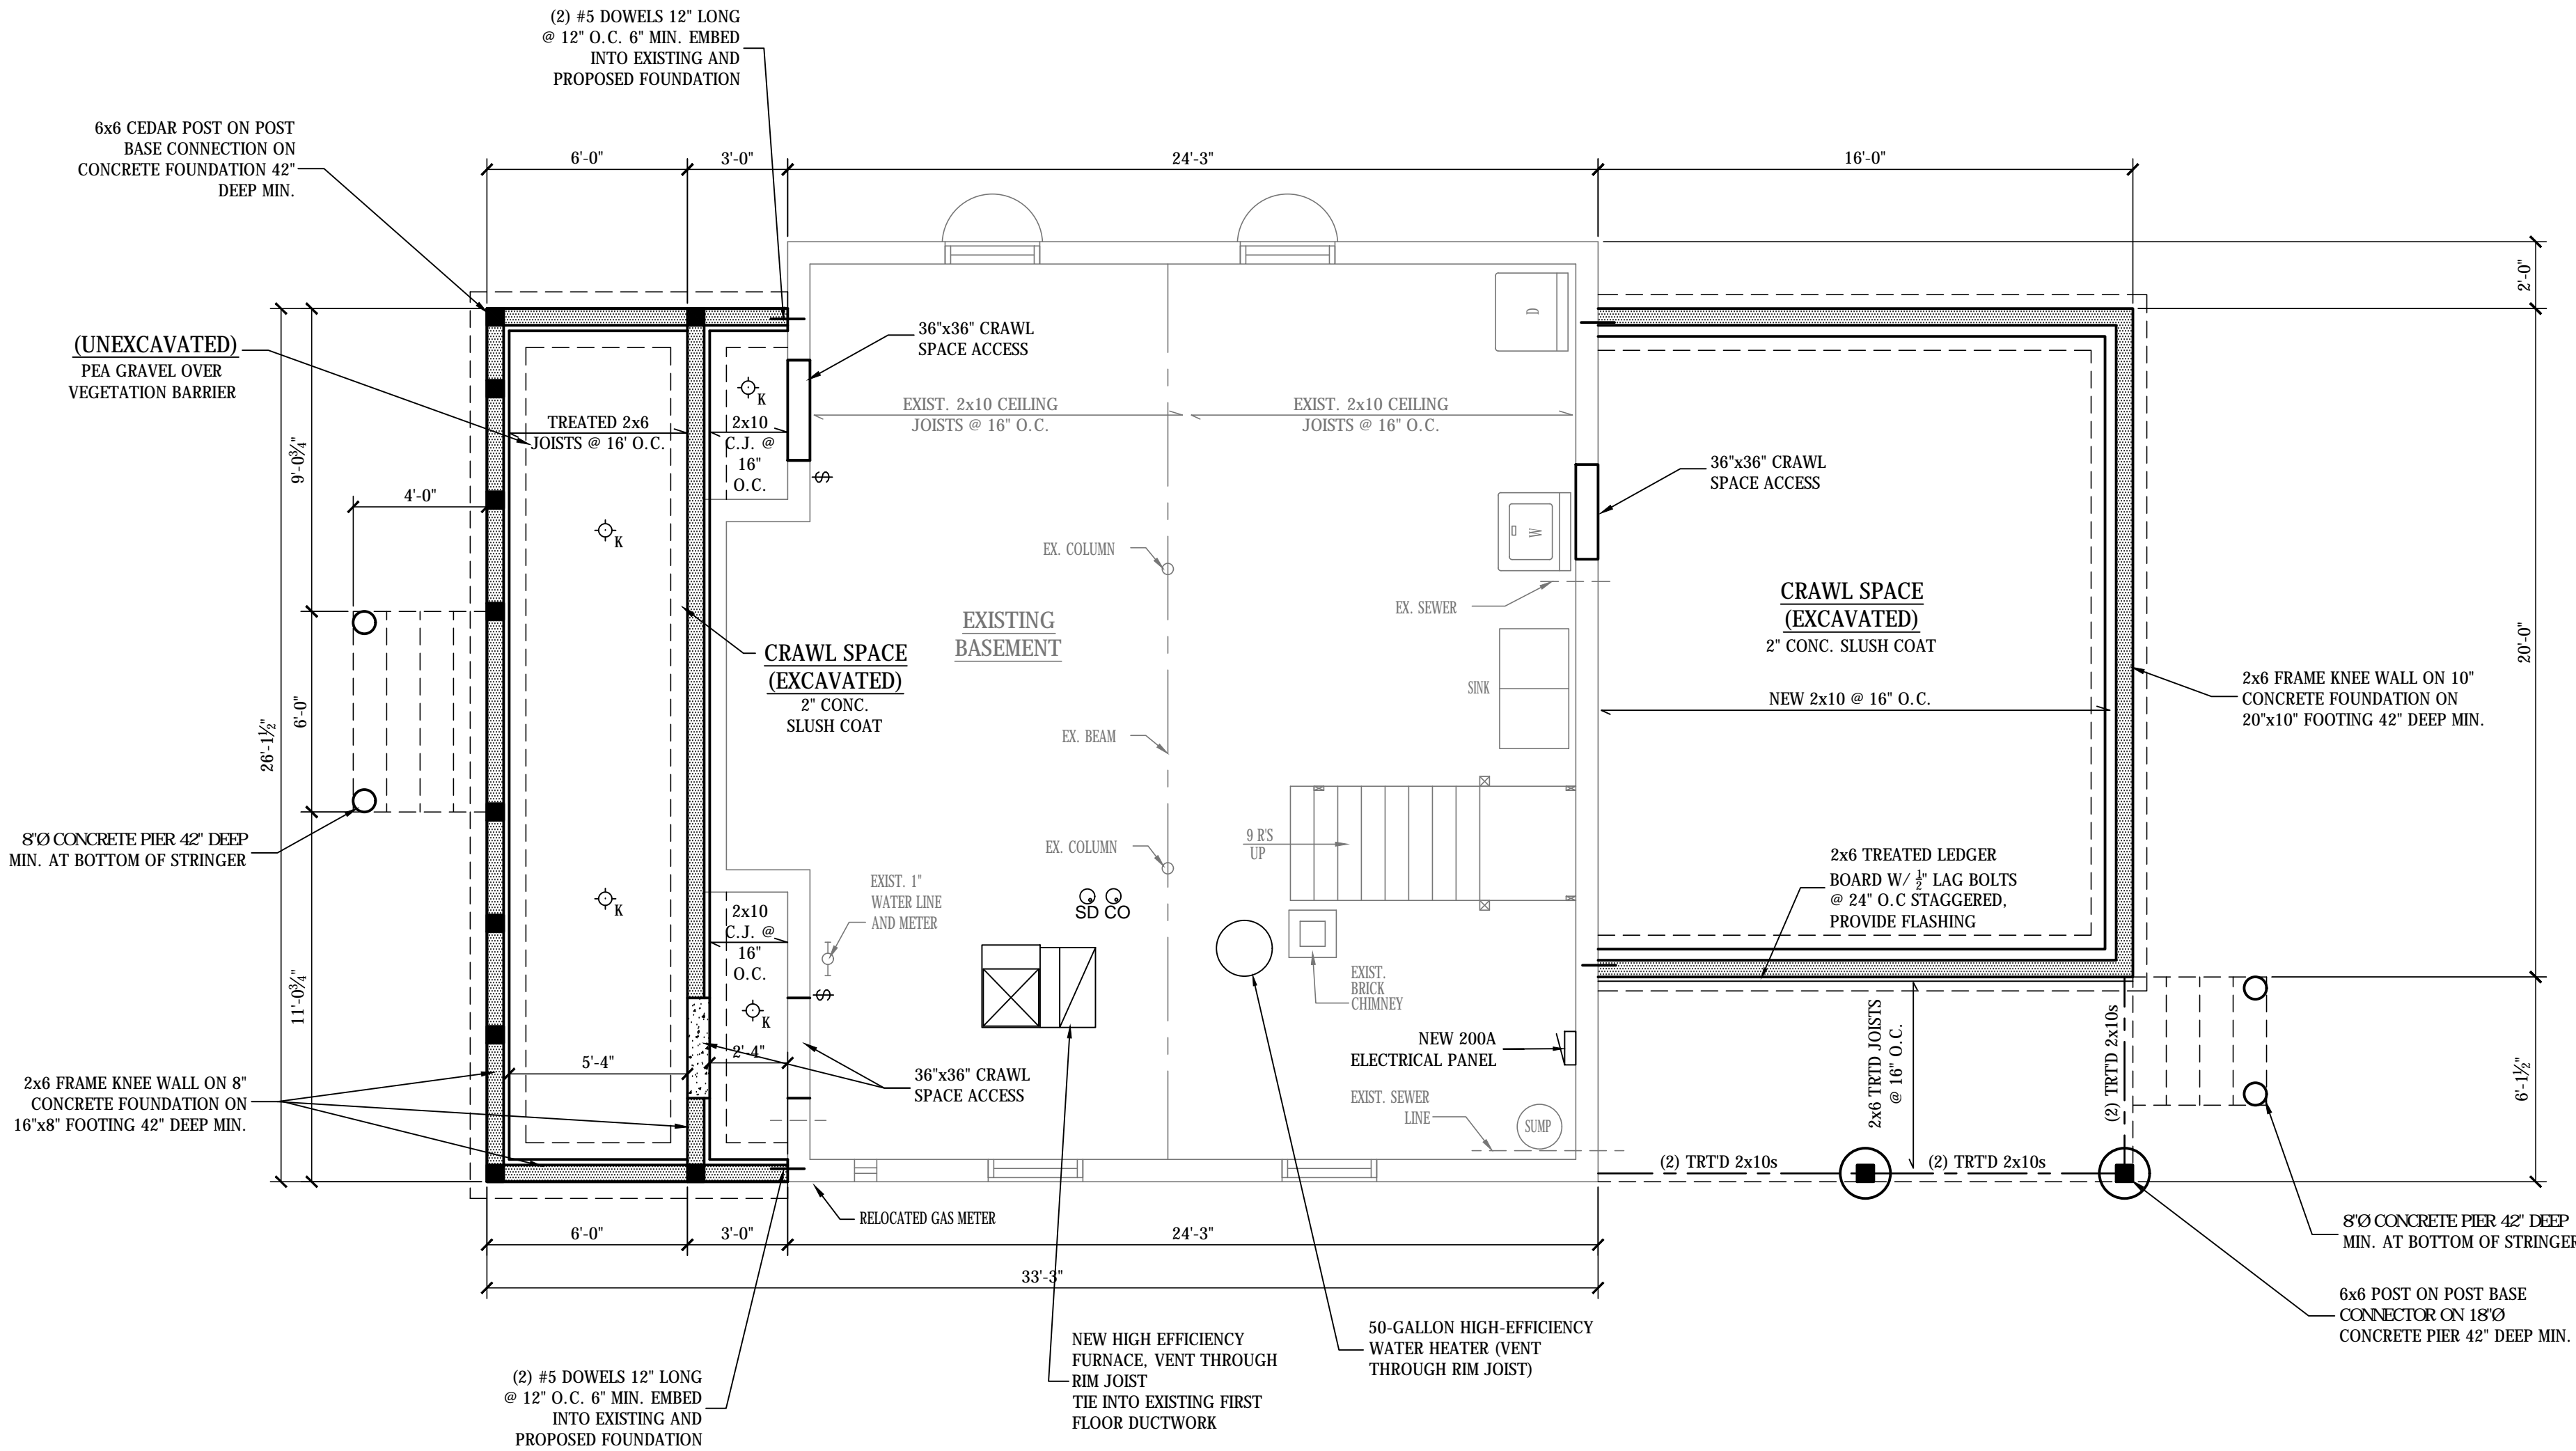 (2) #5 DOWELS 12" LONG
@ 12" O.C. 6" MIN. EMBED
INTO EXISTING AND
PROPOSED FOUNDATION
6x6 CEDAR POST ON POST
BASE CONNECTION ON
CONCRETE FOUNDATION 42"
DEEP MIN.
6'-0"
3'-0"
24'-3"
16'-0"
2'-0"
(UNEXCAVATED)
PEA GRAVEL OVER
VEGETATION BARRIER
36"x36" CRAWL
SPACE ACCESS
D
K
TREATED 2x6
JOISTS @ 16' O.C.
2x10
C.J. @
16"
O.C.
EXIST. 2x10 CEILING
JOISTS @ 16" O.C.
EXIST. 2x10 CEILING
JOISTS @ 16" O.C.
9'-0¾"
4'-0"
$
36"x36" CRAWL
SPACE ACCESS
K
EX. COLUMN
W
EX. SEWER
CRAWL SPACE
(EXCAVATED)
2" CONC. SLUSH COAT
EXISTING
BASEMENT
CRAWL SPACE
(EXCAVATED)
2" CONC.
SLUSH COAT
SINK
NEW 2x10 @ 16" O.C.
20'-0"
2x6 FRAME KNEE WALL ON 10"
CONCRETE FOUNDATION ON
20"x10" FOOTING 42" DEEP MIN.
26'-1½"
6'-0"
EX. BEAM
8"Ø CONCRETE PIER 42" DEEP
MIN. AT BOTTOM OF STRINGER
EX. COLUMN
9 R'S
UP
2x6 TREATED LEDGER
BOARD W/ ½" LAG BOLTS
@ 24" O.C STAGGERED,
PROVIDE FLASHING
K
2x10
C.J. @
16"
O.C.
EXIST. 1"
WATER LINE
AND METER
SD CO
$
EXIST.
BRICK
CHIMNEY
11'-0¾"
K
5'-4"
2'-4"
36"x36" CRAWL
SPACE ACCESS
NEW 200A
ELECTRICAL PANEL
2x6 TRTD JOISTS
@ 16" O.C.
(2) TRT'D 2x10s
6'-1½"
2x6 FRAME KNEE WALL ON 8"
CONCRETE FOUNDATION ON
16"x8" FOOTING 42" DEEP MIN.
EXIST. SEWER
LINE
SUMP
(2) TRT'D 2x10s
(2) TRT'D 2x10s
RELOCATED GAS METER
8"Ø CONCRETE PIER 42" DEEP
MIN. AT BOTTOM OF STRINGER
6'-0"
3'-0"
24'-3"
33'-3"
6x6 POST ON POST BASE
CONNECTOR ON 18"Ø
CONCRETE PIER 42" DEEP MIN.
NEW HIGH EFFICIENCY
FURNACE, VENT THROUGH
RIM JOIST
TIE INTO EXISTING FIRST
FLOOR DUCTWORK
50-GALLON HIGH-EFFICIENCY
WATER HEATER (VENT
THROUGH RIM JOIST)
(2) #5 DOWELS 12" LONG
@ 12" O.C. 6" MIN. EMBED
INTO EXISTING AND
PROPOSED FOUNDATION